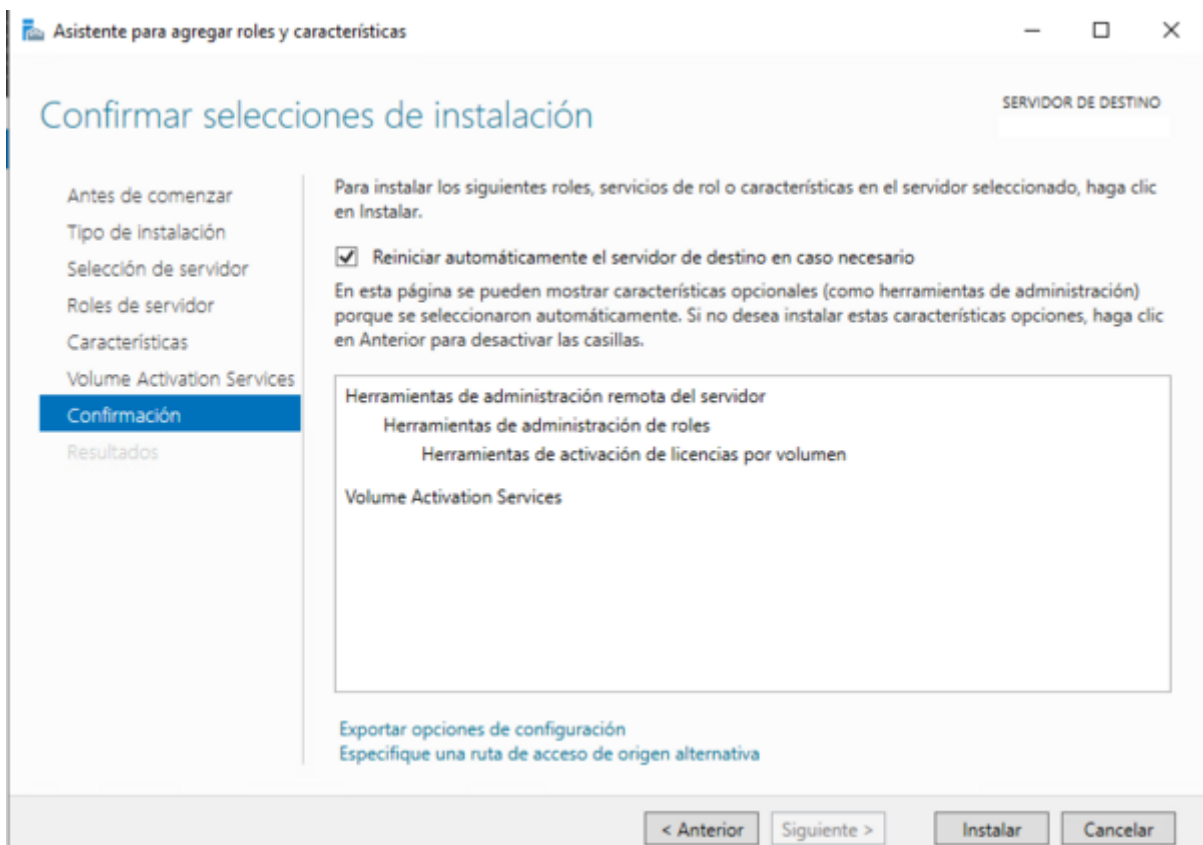 Asistente para agregar roles y características
Confirmar selecciones de instalación
SERVIDOR DE DESTINO
Antes de comenzar
Tipo de instalación
Selección de servidor
Roles de servidor
Características
Volume Activation Services
Confirmación
Resultados
Para instalar los siguientes roles, servicios de rol o características en el servidor seleccionado, haga clic
en Instalar.
Reiniciar automáticamente el servidor de destino en caso necesario
En esta página se pueden mostrar características opcionales (como herramientas de administración)
porque se seleccionaron automáticamente. Si no desea instalar estas características opciones, haga clic
en Anterior para desactivar las casillas.
Herramientas de administración remota del servidor
Herramientas de administración de roles
Herramientas de activación de licencias por volumen
Volume Activation Services
Exportar opciones de configuración
Especifique una ruta de acceso de origen alternativa
< Anterior
Siguiente >
Instalar
Cancelar